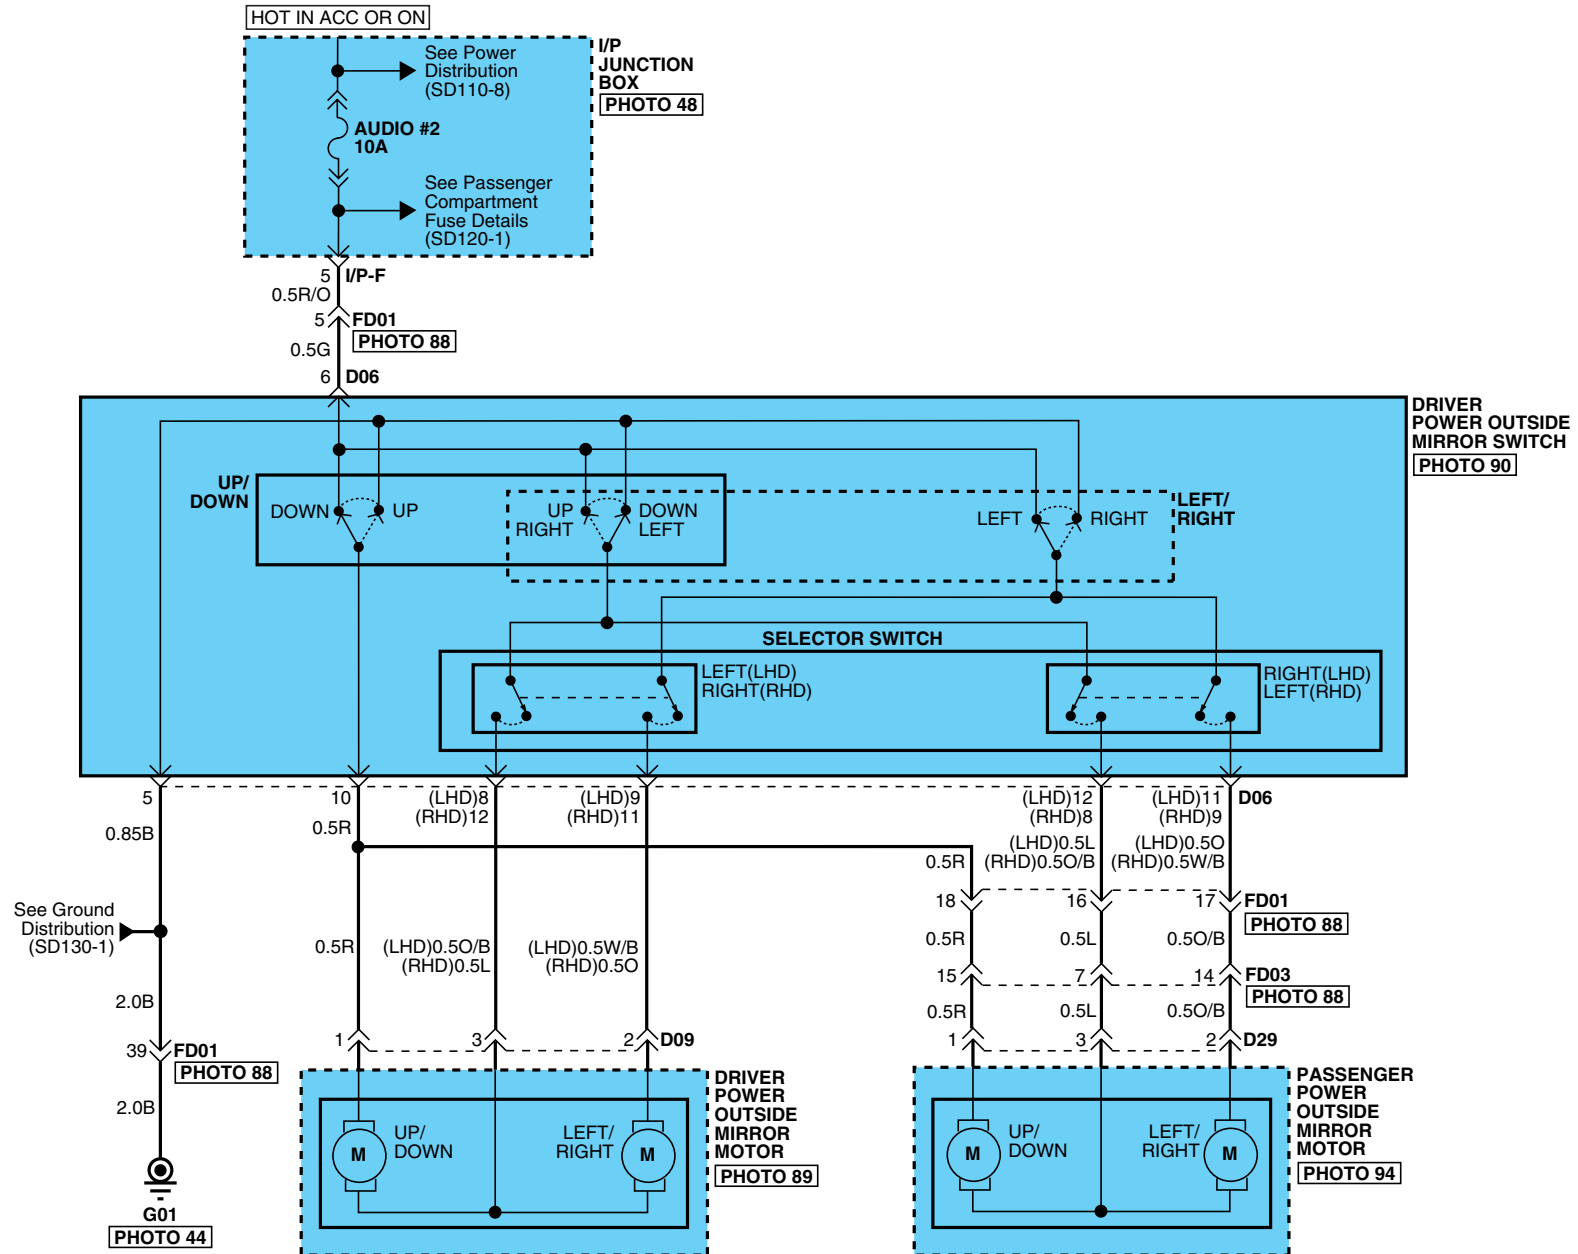 HOT IN ACC OR ON
See Power
Distribution
(SD110-8)
I/P
JUNCTION
BOX
PHOTO 48
AUDIO #2
10A
See Passenger
Compartment
Fuse Details
(SD120-1)
5 I/P-F
0.5R/O
5 FD01
PHOTO 88
0.5G
6 D06
DRIVER
POWER OUTSIDE
MIRROR SWITCH
PHOTO 90
UP/
DOWN
DOWN UP
UP
RIGHT
DOWN
LEFT
LEFT RIGHT
LEFT/
RIGHT
SELECTOR SWITCH
LEFT(LHD)
RIGHT(RHD)
RIGHT(LHD)
LEFT(RHD)
5 10 (LHD)8 (LHD)9 (LHD)12 (LHD)11 D06
(RHD)12 (RHD)11 (RHD)8 (RHD)9
0.85B 0.5R (LHD)0.5L (LHD)0.5O
0.5R (RHD)0.5O/B (RHD)0.5W/B
18 16 17 FD01
PHOTO 88
See Ground
Distribution
(SD130-1)
0.5R (LHD)0.5O/B (LHD)0.5W/B 0.5R 0.5L 0.5O/B
(RHD)0.5L (RHD)0.5O
15 7 14 FD03
PHOTO 88
2.0B 0.5R 0.5L 0.5O/B
39 FD01
PHOTO 88
1 3 2 D09
1 3 2 D29
2.0B
DRIVER
POWER
OUTSIDE
MIRROR
MOTOR
PHOTO 89
M UP/
DOWN
LEFT/
RIGHT M
PASSENGER
POWER
OUTSIDE
MIRROR
MOTOR
PHOTO 94
M UP/
DOWN
LEFT/
RIGHT M
G01
PHOTO 44